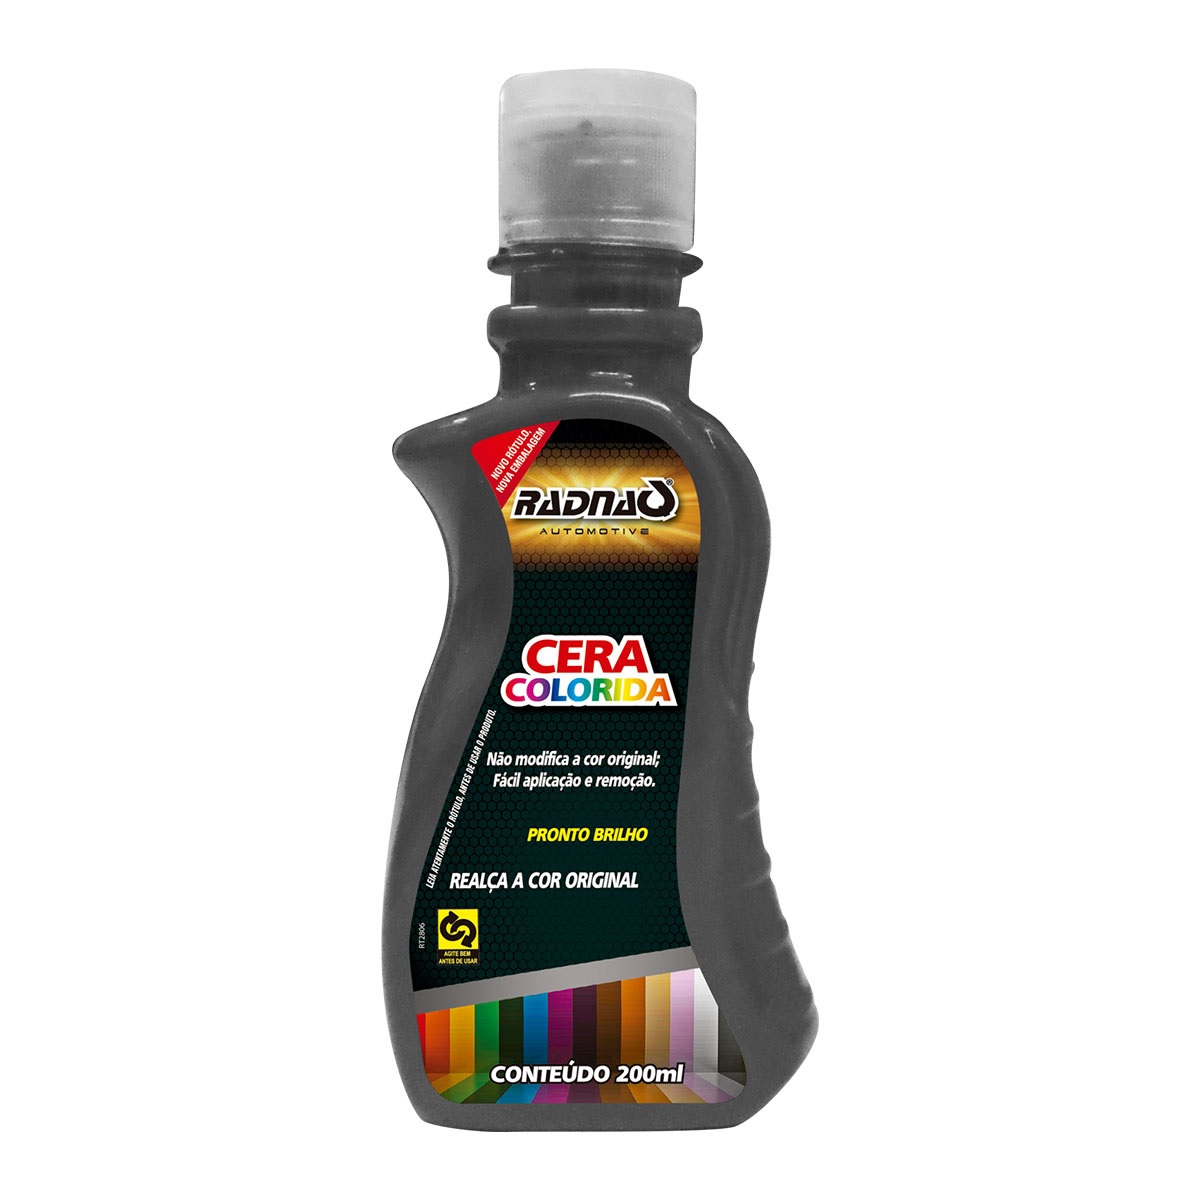 NOVO RÓTULO,
NOVA EMBALAGEM
RADNAQ®
AUTOMOTIVE
CERA
COLORIDA
LEIA ATENTAMENTE O RÓTULO, ANTES DE USAR O PRODUTO.
Não modifica a cor original;
Fácil aplicação e remoção.
PRONTO BRILHO
REALÇA A COR ORIGINAL
RT2806
AGITE BEM
ANTES DE USAR
CONTEÚDO 200ml